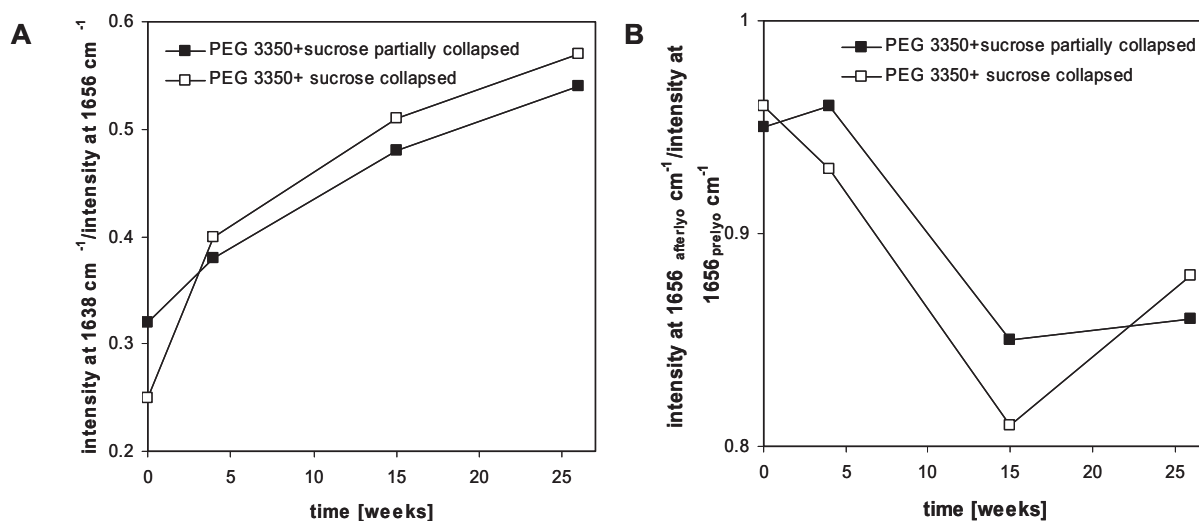 A
intensity at 1638 cm -1/intensity at 1656 cm -1
0.6
0.5
0.4
0.3
0.2
PEG 3350+sucrose partially collapsed
PEG 3350+ sucrose collapsed
0 5 10 15 20 25
time [weeks]
B
intensity at 1656 afterlyo cm-1/intensity at
1656 prelyo cm-1
1
0.9
0.8
PEG 3350+sucrose partially collapsed
PEG 3350+ sucrose collapsed
0 5 10 15 20 25
time [weeks]